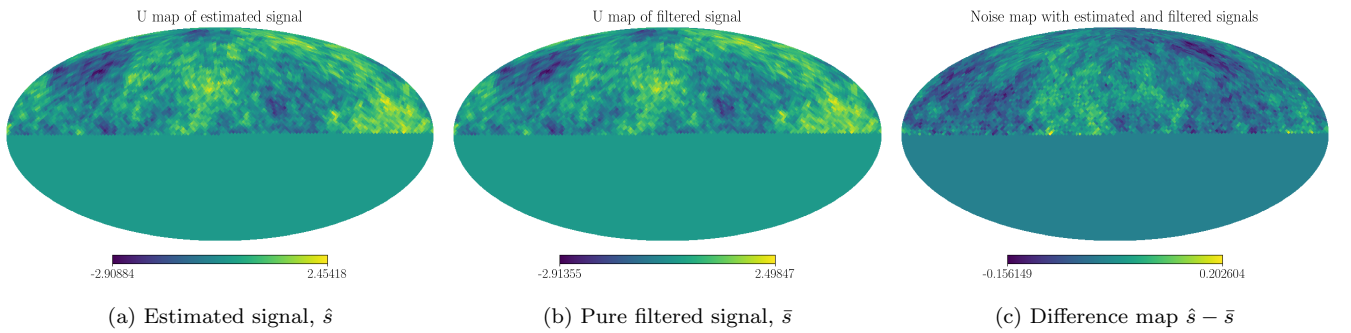 U map of estimated signal
U map of filtered signal
Noise map with estimated and filtered signals
-2.90884 2.45418
-2.91355 2.49847
-0.156149 0.202604
(a) Estimated signal, ŝ
(b) Pure filtered signal, s̄
(c) Difference map ŝ − s̄